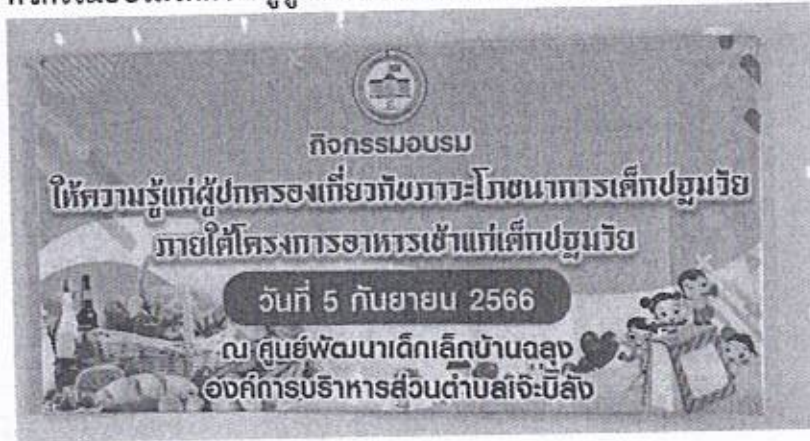 กิจกรรมอบรม
ให้ความรู้แก่ผู้ปกครองเกี่ยวกับภาวะโภชนาการเด็กปฐมวัย
ภายใต้โครงการอาหารเช้าแก่เด็กปฐมวัย
วันที่ 5 กันยายน 2566
ณ ศูนย์พัฒนาเด็กเล็กบ้านฉลุง
องค์การบริหารส่วนตำบลเจ๊ะบิลัง